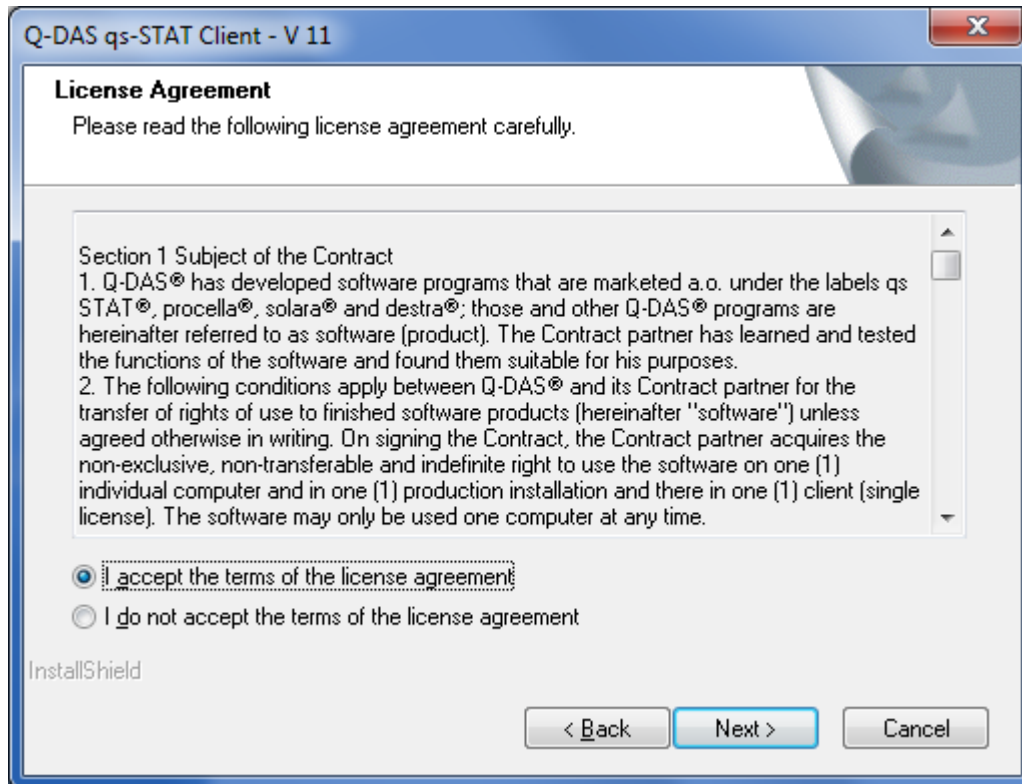 Q-DAS qs-STAT Client - V 11
License Agreement
Please read the following license agreement carefully.
Section 1 Subject of the Contract
1. Q-DAS® has developed software programs that are marketed a.o. under the labels qs
STAT®, procella®, solara® and destra®; those and other Q-DAS® programs are
hereinafter referred to as software (product). The Contract partner has learned and tested
the functions of the software and found them suitable for his purposes.
2. The following conditions apply between Q-DAS® and its Contract partner for the
transfer of rights of use to finished software products (hereinafter "software") unless
agreed otherwise in writing. On signing the Contract, the Contract partner acquires the
non-exclusive, non-transferable and indefinite right to use the software on one (1)
individual computer and in one (1) production installation and there in one (1) client (single
license). The software may only be used one computer at any time.
I accept the terms of the license agreement
I do not accept the terms of the license agreement
InstallShield
< Back Next > Cancel